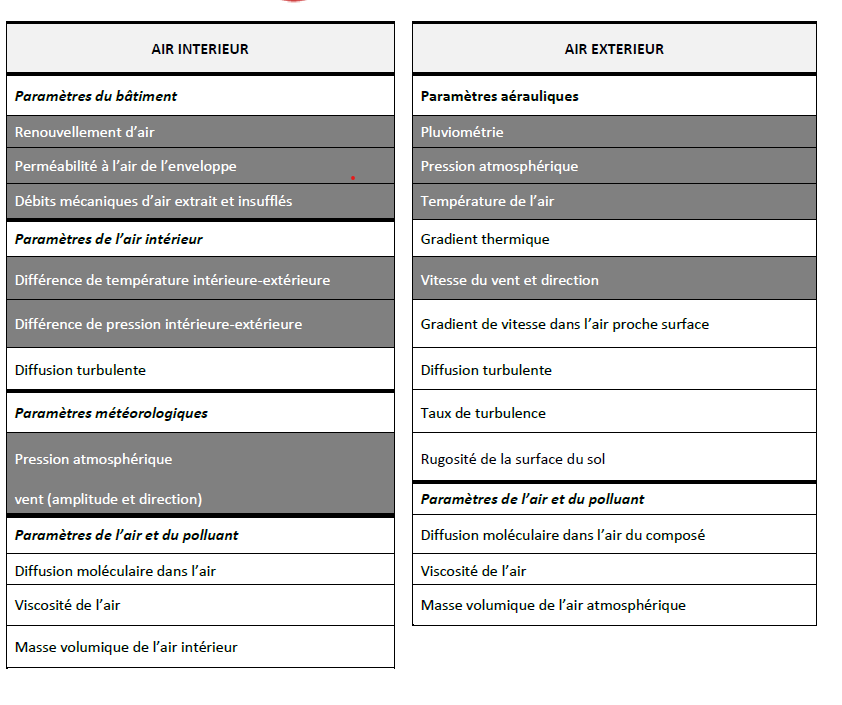 AIR INTERIEUR
Paramètres du bâtiment
Renouvellement d’air
Perméabilité à l’air de l’enveloppe
Débits mécaniques d’air extrait et insufflés
Paramètres de l’air intérieur
Différence de température intérieure-extérieure
Différence de pression intérieure-extérieure
Diffusion turbulente
Paramètres météorologiques
Pression atmosphérique
vent (amplitude et direction)
Paramètres de l’air et du polluant
Diffusion moléculaire dans l’air
Viscosité de l’air
Masse volumique de l’air intérieur
AIR EXTERIEUR
Paramètres aérauliques
Pluviométrie
Pression atmosphérique
Température de l’air
Gradient thermique
Vitesse du vent et direction
Gradient de vitesse dans l’air proche surface
Diffusion turbulente
Taux de turbulence
Rugosité de la surface du sol
Paramètres de l’air et du polluant
Diffusion moléculaire dans l’air du composé
Viscosité de l’air
Masse volumique de l’air atmosphérique